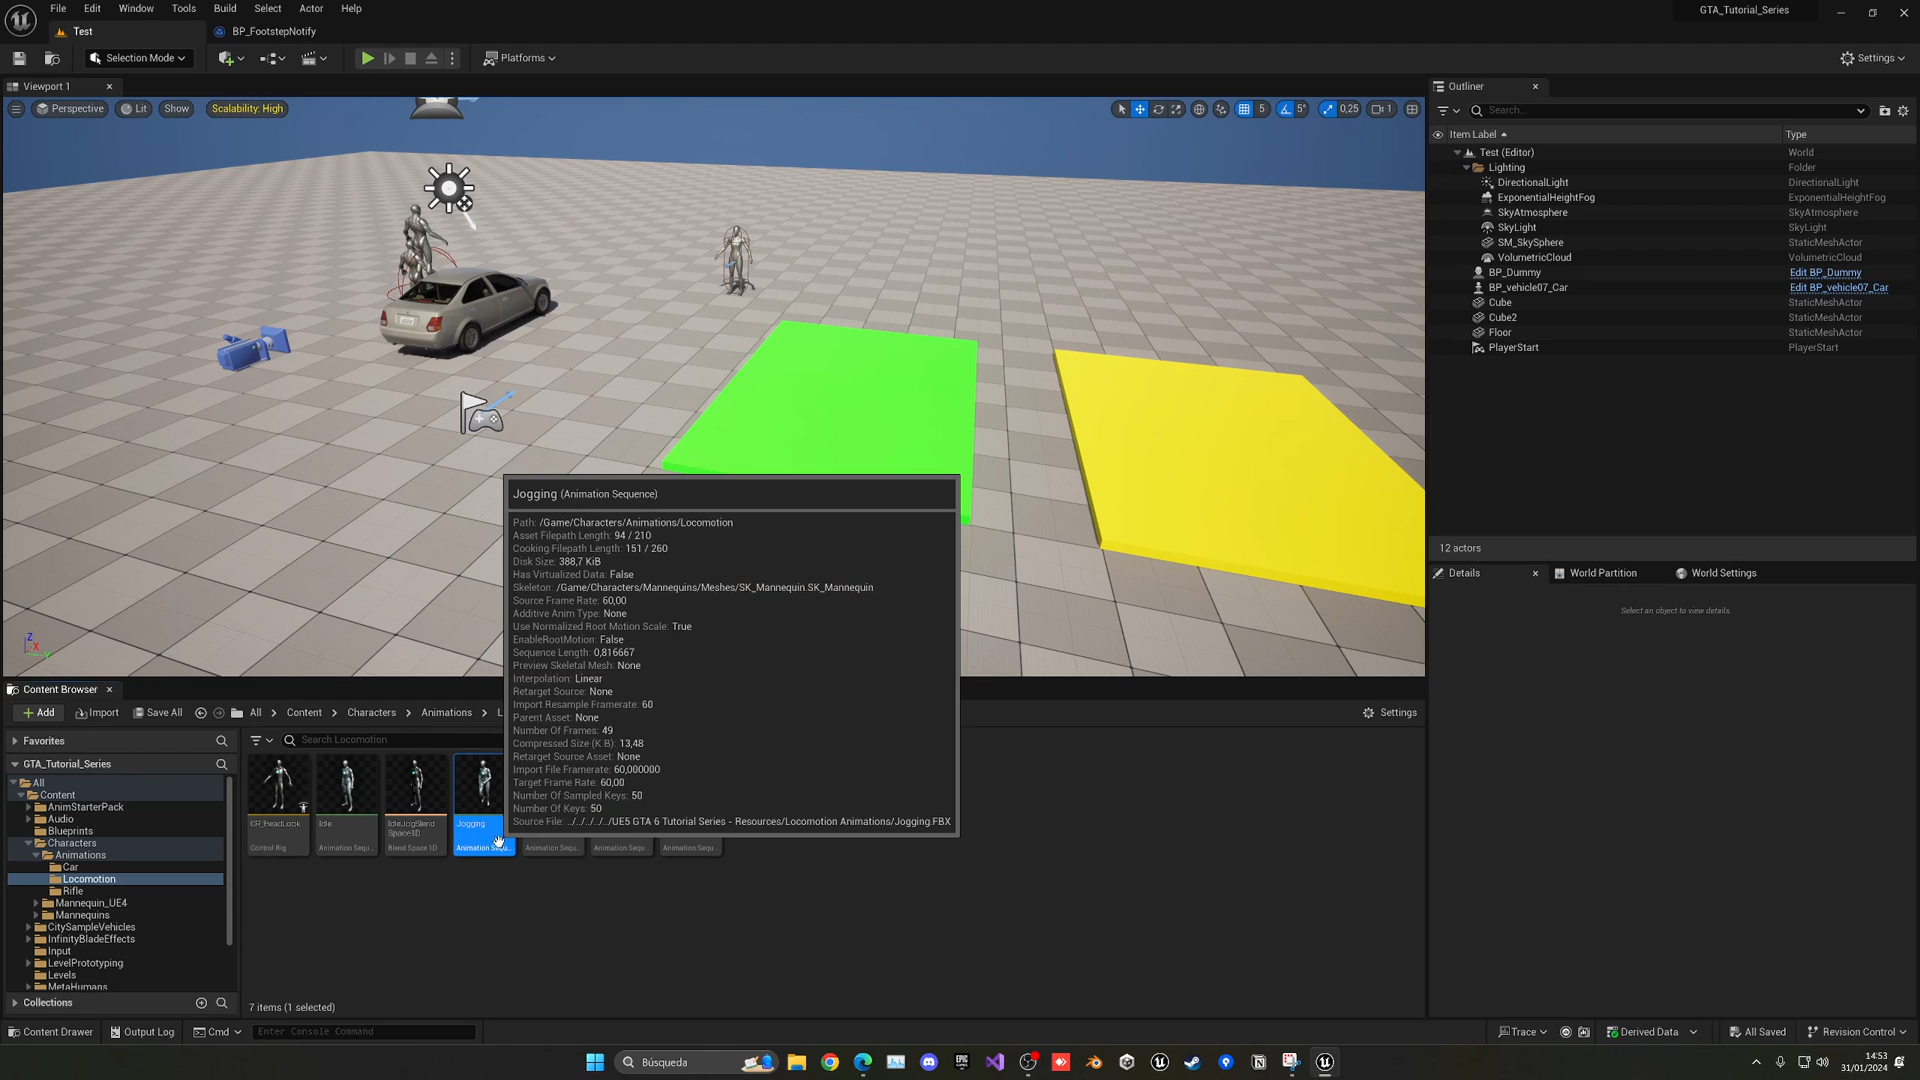 File Edit Window Tools Build Select Actor Help
GTA_Tutorial_Series
Test
BP_FootstepNotify
Selection Mode
Platforms
Settings
Viewport 1
Perspective
Lit
Show
Scalability: High
5
5°
0,25
1
Outliner
Search...
Item Label
Type
Test (Editor) World
Lighting Folder
DirectionalLight DirectionalLight
ExponentialHeightFog ExponentialHeightFog
SkyAtmosphere SkyAtmosphere
SkyLight SkyLight
SM_SkySphere StaticMeshActor
VolumetricCloud VolumetricCloud
BP_Dummy Edit BP_Dummy
BP_vehicle07_Car Edit BP_vehicle07_Car
Cube StaticMeshActor
Cube2 StaticMeshActor
Floor StaticMeshActor
PlayerStart PlayerStart
12 actors
Details
World Partition
World Settings
Select an object to view details.
Jogging (Animation Sequence)
Path: /Game/Characters/Animations/Locomotion
Asset Filepath Length: 94 / 210
Cooking Filepath Length: 151 / 260
Disk Size: 388,7 KiB
Has Virtualized Data: False
Skeleton: /Game/Characters/Mannequins/Meshes/SK_Mannequin.SK_Mannequin
Source Frame Rate: 60,00
Additive Anim Type: None
Use Normalized Root Motion Scale: True
EnableRootMotion: False
Sequence Length: 0,816667
Preview Skeletal Mesh: None
Interpolation: Linear
Retarget Source: None
Import Resample Framerate: 60
Parent Asset: None
Number Of Frames: 49
Compressed Size (K B): 13,48
Retarget Source Asset: None
Import File Framerate: 60,000000
Target Frame Rate: 60,00
Number Of Sampled Keys: 50
Number Of Keys: 50
Source File: ../../../../../UE5 GTA 6 Tutorial Series - Resources/Locomotion Animations/Jogging.FBX
Z
X
Y
Content Browser
Add
Import
Save All
All > Content > Characters > Animations > L
Settings
Favorites
GTA_Tutorial_Series
All
Content
AnimStarterPack
Audio
Blueprints
Characters
Animations
Car
Locomotion
Rifle
Mannequin_UE4
Mannequins
CitySampleVehicles
InfinityBladeEffects
Input
LevelPrototyping
Levels
MetaHumans
Collections
Search Locomotion
CR_HeadLook
Control Rig
Idle
Animation Sequ...
IdleJogBlend
Space1D
Blend Space 1D
Jogging
Animation Sequ...
Animation Sequ...
Animation Sequ...
Animation Sequ...
7 items (1 selected)
Content Drawer
Output Log
Cmd
Enter Console Command
Trace
Derived Data
All Saved
Revision Control
Búsqueda
14:53
31/01/2024